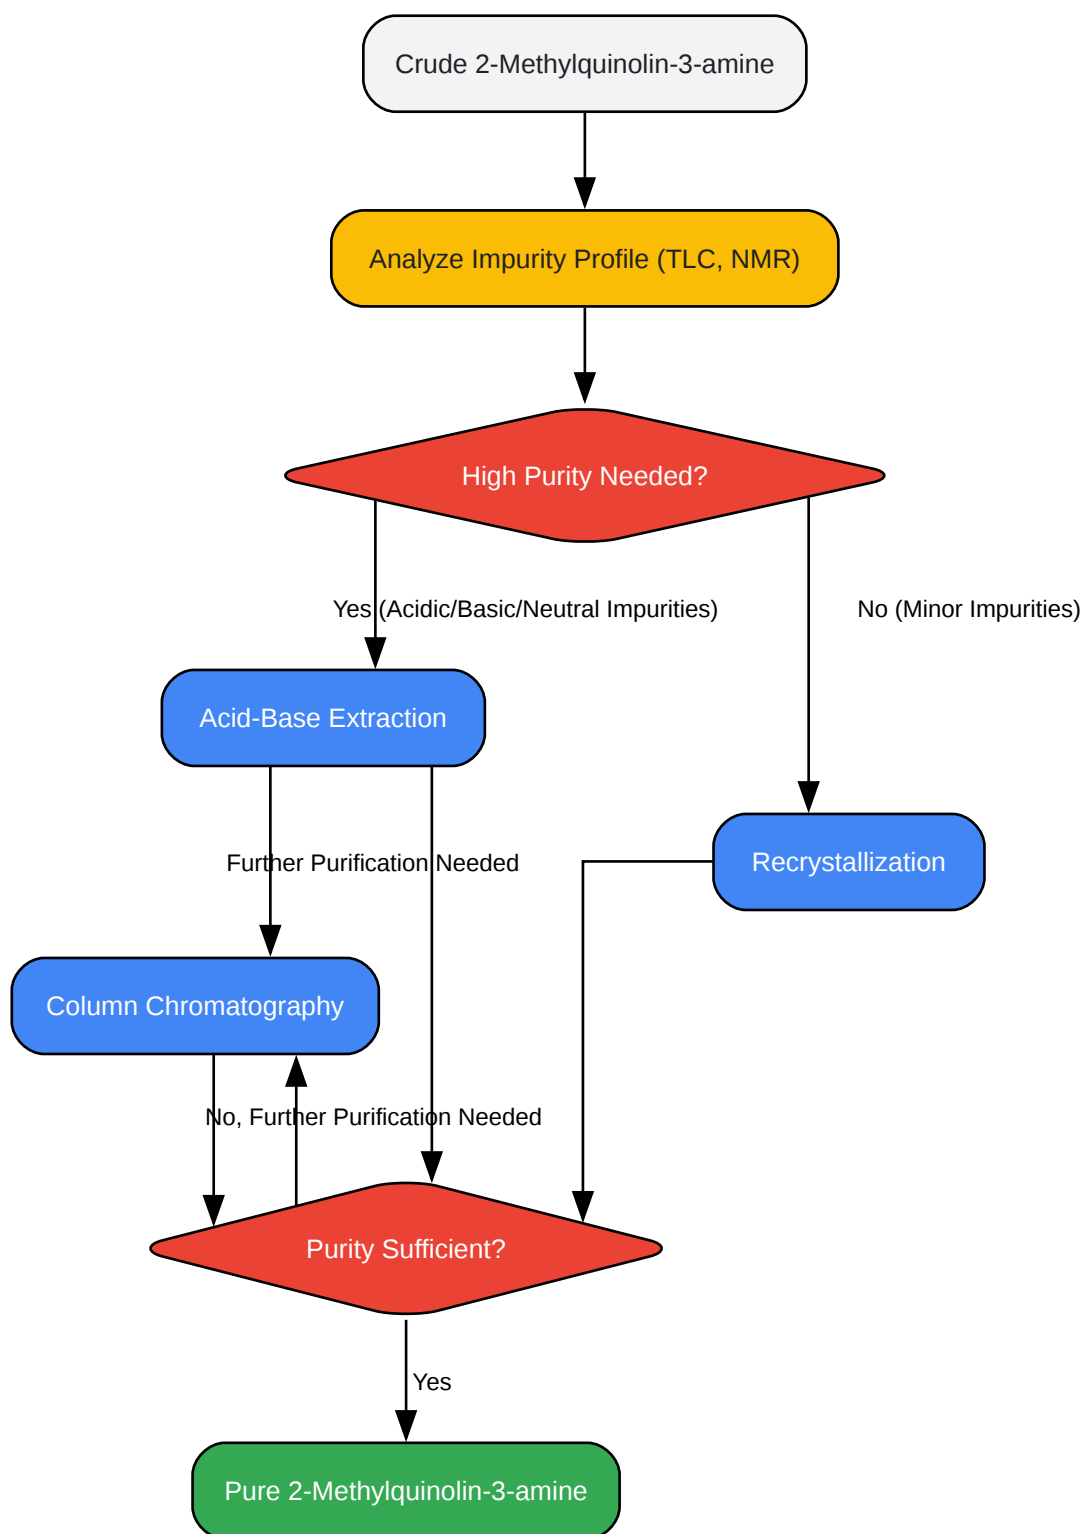 Crude 2-Methylquinolin-3-amine
Analyze Impurity Profile (TLC, NMR)
High Purity Needed?
Yes (Acidic/Basic/Neutral Impurities)
No (Minor Impurities)
Acid-Base Extraction
Further Purification Needed
Recrystallization
Column Chromatography
No, Further Purification Needed
Purity Sufficient?
Yes
Pure 2-Methylquinolin-3-amine